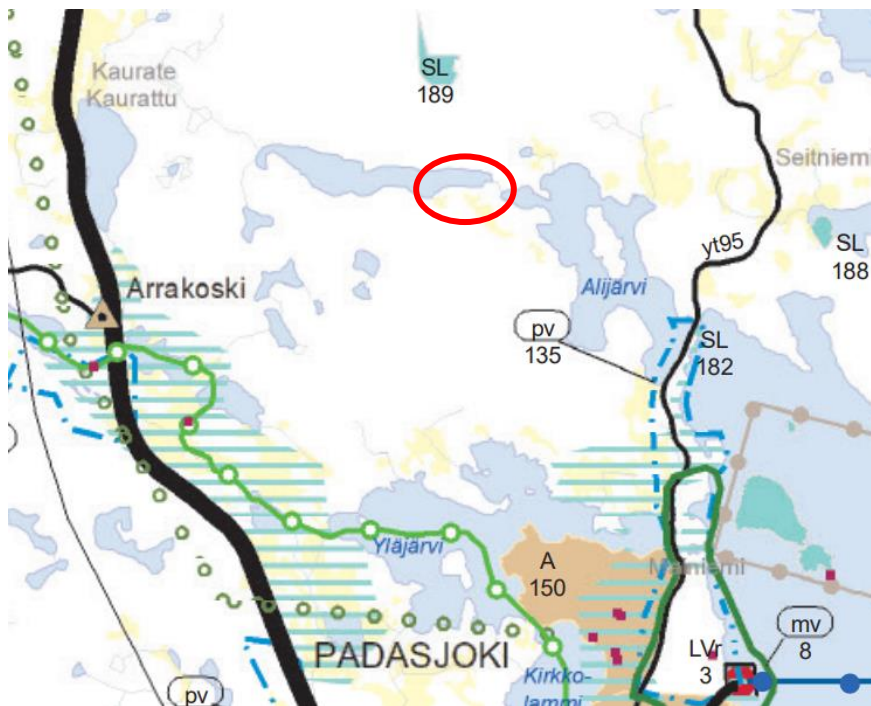 SL
189
Kaurate
Kaurattu
Seitniemi
yt95
SL
188
Alijärvi
Arrakoski
pv
135
SL
182
Yläjärvi
A
150
Mainiemi
PADASJOKI
LVr
3
mv
8
Kirkko-
lammi
pv